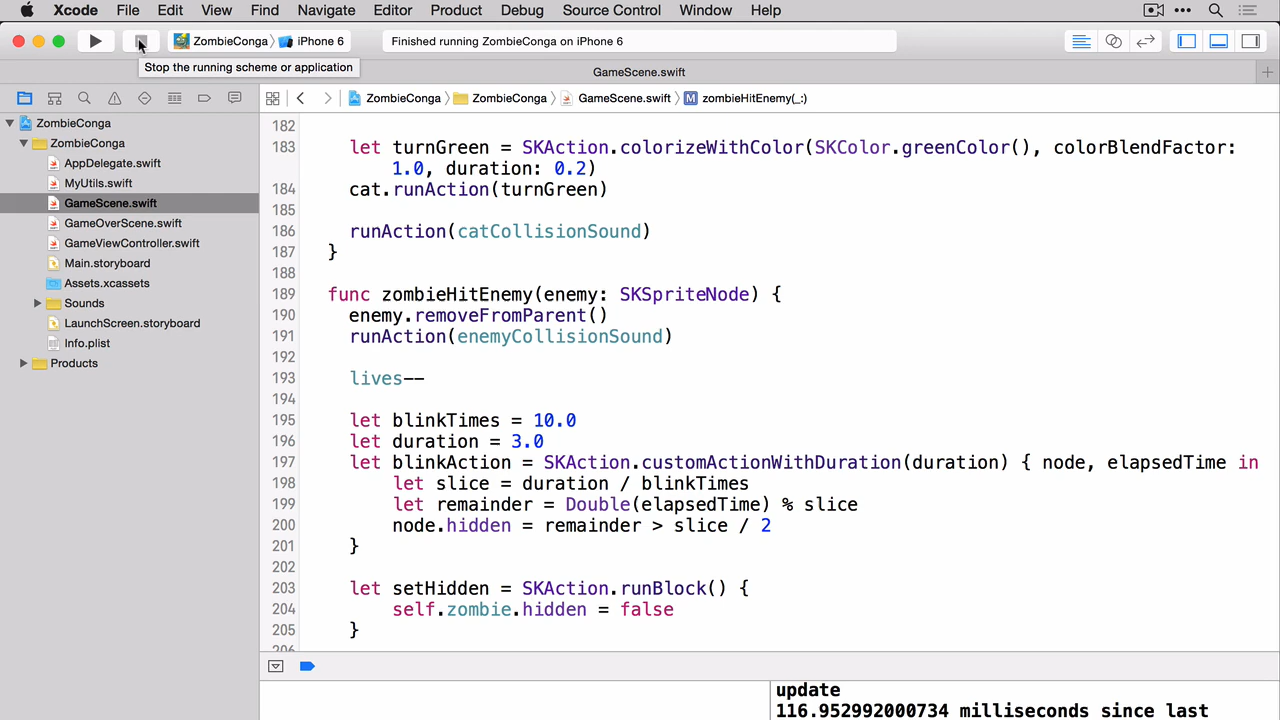 Xcode File Edit View Find Navigate Editor Product Debug Source Control Window Help
ZombieConga iPhone 6 Finished running ZombieConga on iPhone 6
Stop the running scheme or application
GameScene.swift
ZombieConga ZombieConga GameScene.swift M zombieHitEnemy(_:)
ZombieConga
ZombieConga
AppDelegate.swift
MyUtils.swift
GameScene.swift
GameOverScene.swift
GameViewController.swift
Main.storyboard
Assets.xcassets
Sounds
LaunchScreen.storyboard
Info.plist
Products
182
183 let turnGreen = SKAction.colorizeWithColor(SKColor.greenColor(), colorBlendFactor:
1.0, duration: 0.2)
184 cat.runAction(turnGreen)
185
186 runAction(catCollisionSound)
187 }
188
189 func zombieHitEnemy(enemy: SKSpriteNode) {
190 enemy.removeFromParent()
191 runAction(enemyCollisionSound)
192
193 lives--
194
195 let blinkTimes = 10.0
196 let duration = 3.0
197 let blinkAction = SKAction.customActionWithDuration(duration) { node, elapsedTime in
198 let slice = duration / blinkTimes
199 let remainder = Double(elapsedTime) % slice
200 node.hidden = remainder > slice / 2
201 }
202
203 let setHidden = SKAction.runBlock() {
204 self.zombie.hidden = false
205 }
206
update
116.952992000734 milliseconds since last